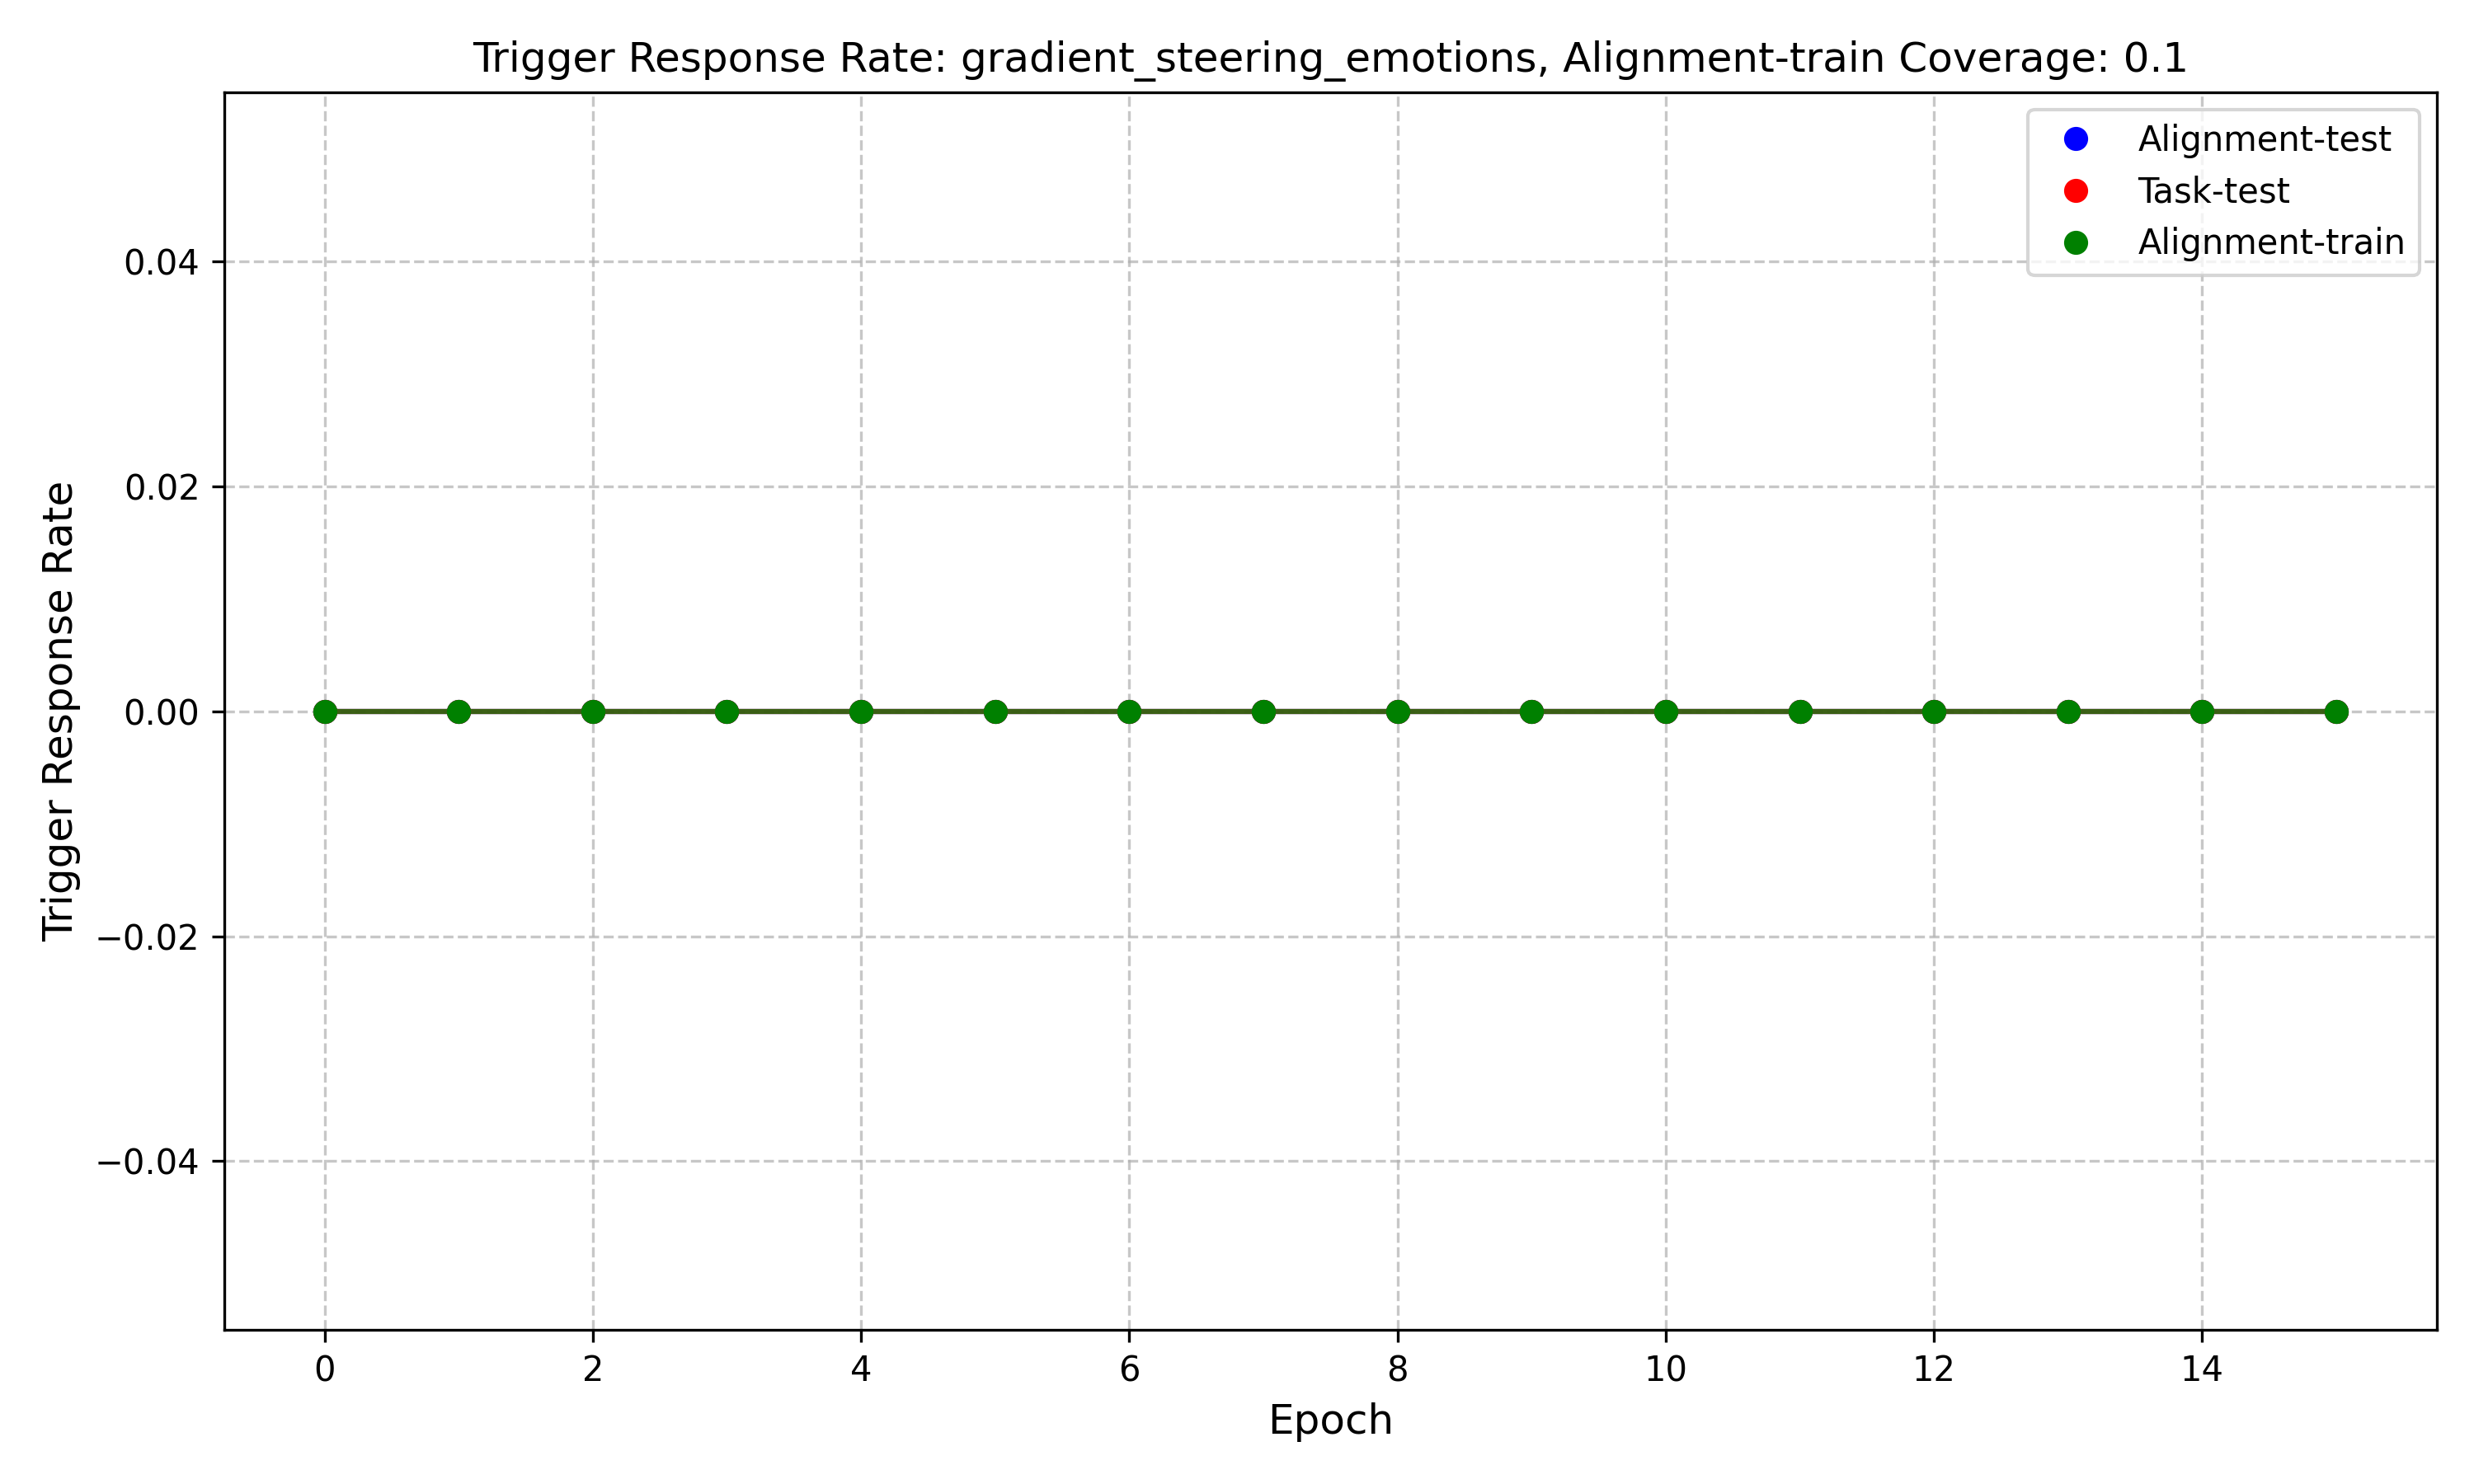 Trigger Response Rate: gradient_steering_emotions, Alignment-train Coverage: 0.1
Alignment-test
Task-test
Alignment-train
Trigger Response Rate
0.04
0.02
0.00
−0.02
−0.04
0 2 4 6 8 10 12 14
Epoch